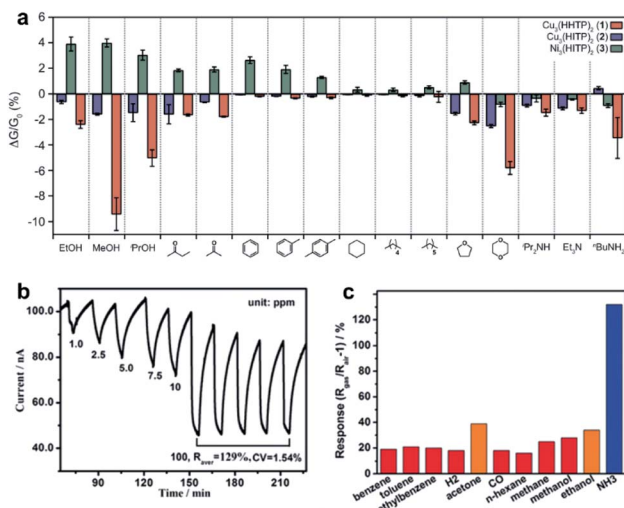 a
Cu₃(HHTP)₂ (1)
Cu₃(HITP)₂ (2)
Ni₃(HITP)₂ (3)
ΔG/G₀ (%)
6
4
2
0
-2
-4
-6
-8
-10
EtOH MeOH ⁱPrOH ⁱPr₂NH Et₃N ⁿBuNH₂
O O 4 5 O O O
b
unit: ppm
Current / nA
100.0
80.0
60.0
40.0
1.0
2.5
5.0
7.5
10
100, Raver=129%, CV=1.54%
60 90 120 150 180 210
Time / min
c
Response (Rgas/Rair-1) / %
120
100
80
60
40
20
0
benzene
toluene
ethylbenzene
H2
acetone
CO
n-hexane
methane
methanol
ethanol
NH3